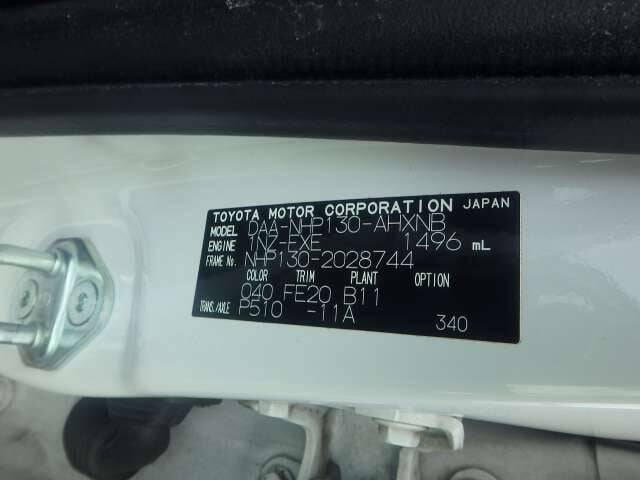 TOYOTA MOTOR CORPORATION JAPAN
MODEL DAA-NHP130-AHXNB
ENGINE 1NZ-EXE 1496 mL
FRAME No. NHP130-2028744
COLOR TRIM PLANT OPTION
040 FE20 B11
TRANS./AXLE P510 -11A
340